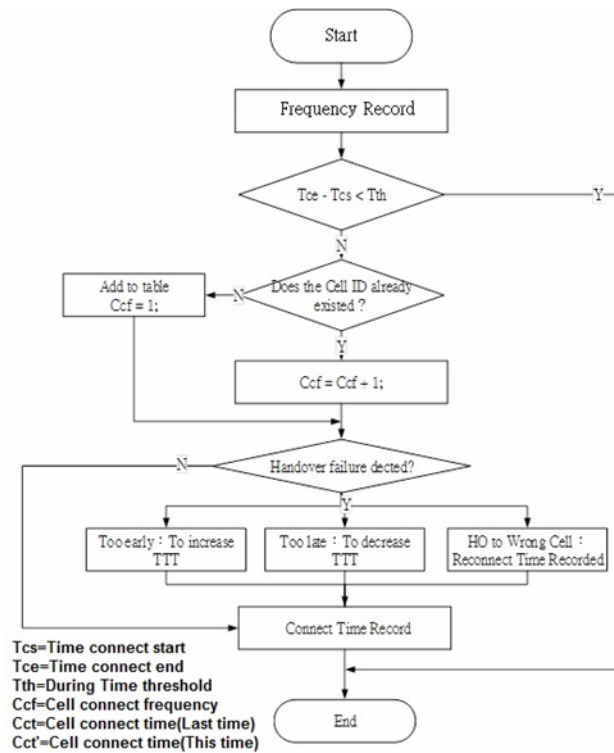 Start
Frequency Record
Tce - Tcs < Tth
Y
N
Does the Cell ID already
existed ?
N
Add to table
Ccf = 1;
Y
Ccf = Ccf + 1;
Handover failure dected?
N
Y
Too early : To increase
TTT
Too late : To decrease
TTT
HO to Wrong Cell :
Reconnect Time Recorded
Connect Time Record
End
Tcs=Time connect start
Tce=Time connect end
Tth=During Time threshold
Ccf=Cell connect frequency
Cct=Cell connect time(Last time)
Cct'=Cell connect time(This time)